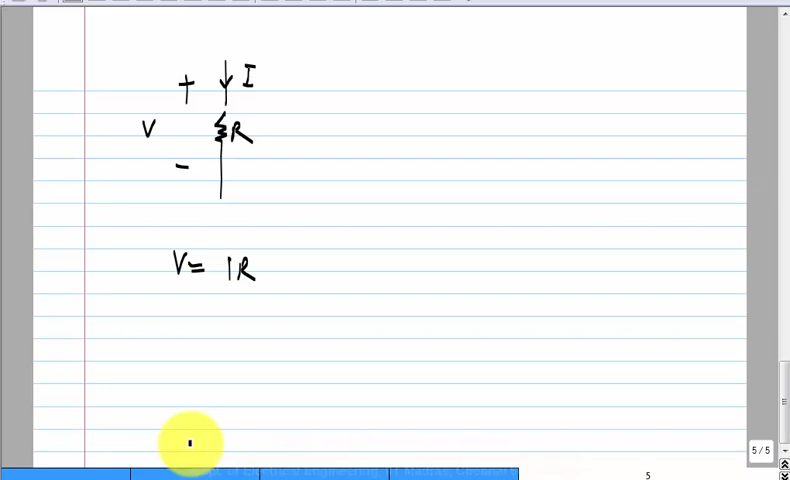 + I
V R
-
V = IR
5 / 5
5